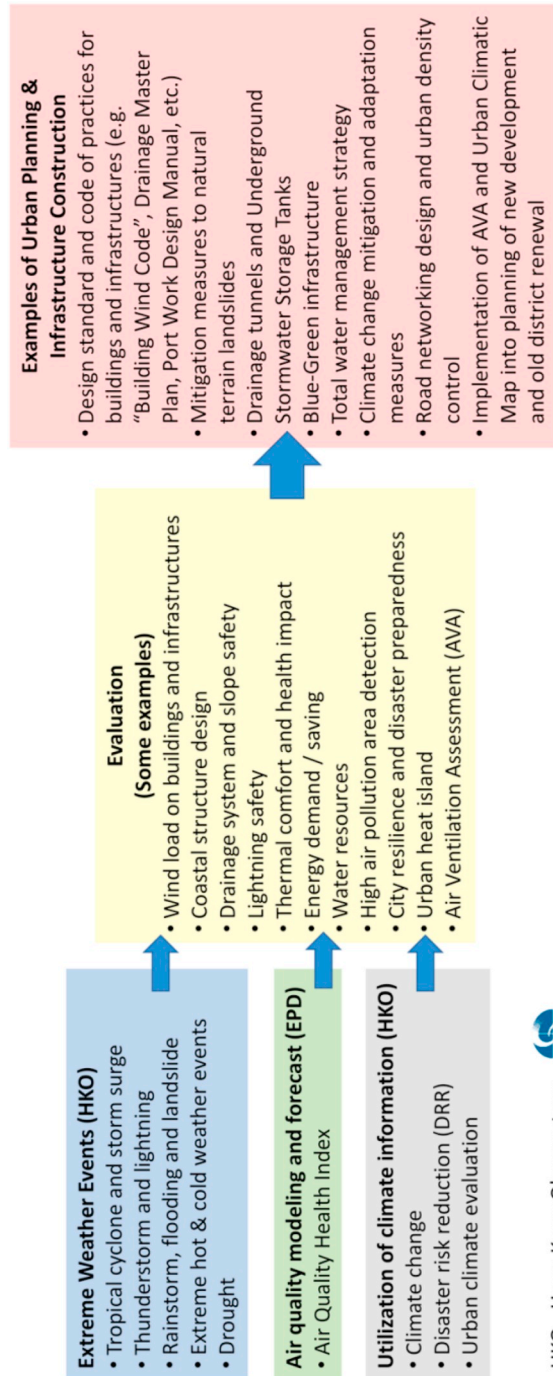 Extreme Weather Events (HKO)
• Tropical cyclone and storm surge
• Thunderstorm and lightning
• Rainstorm, flooding and landslide
• Extreme hot & cold weather events
• Drought
Air quality modeling and forecast (EPD)
• Air Quality Health Index
Utilization of climate information (HKO)
• Climate change
• Disaster risk reduction (DRR)
• Urban climate evaluation
Evaluation
(Some examples)
• Wind load on buildings and infrastructures
• Coastal structure design
• Drainage system and slope safety
• Lightning safety
• Thermal comfort and health impact
• Energy demand / saving
• Water resources
• High air pollution area detection
• City resilience and disaster preparedness
• Urban heat island
• Air Ventilation Assessment (AVA)
Examples of Urban Planning &
Infrastructure Construction
• Design standard and code of practices for
buildings and infrastructures (e.g.
“Building Wind Code”, Drainage Master
Plan, Port Work Design Manual, etc.)
• Mitigation measures to natural
terrain landslides
• Drainage tunnels and Underground
Stormwater Storage Tanks
• Blue-Green infrastructure
• Total water management strategy
• Climate change mitigation and adaptation
measures
• Road networking design and urban density
control
• Implementation of AVA and Urban Climatic
Map into planning of new development
and old district renewal